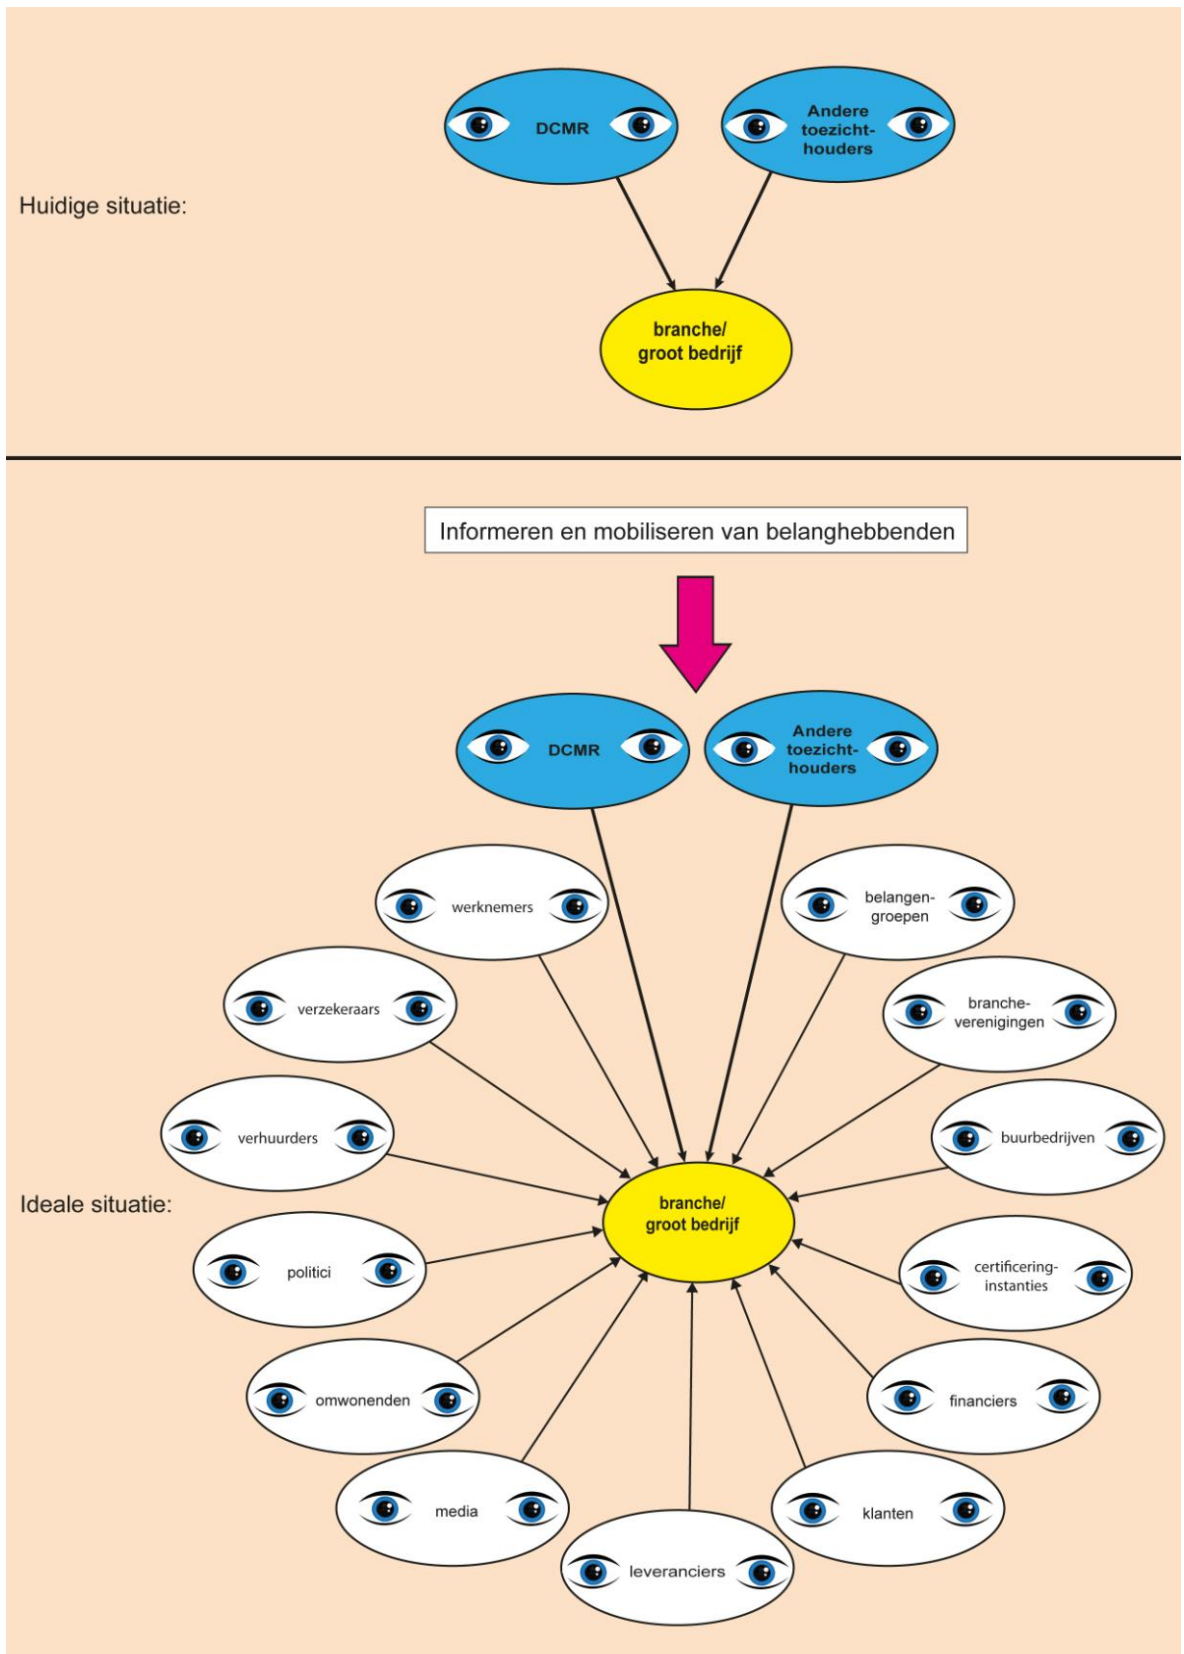 DCMR
Andere
toezicht-
houders
Huidige situatie:
branche/
groot bedrijf
Informeren en mobiliseren van belanghebbenden
DCMR
Andere
toezicht-
houders
werknemers
belangen-
groepen
verzekeraars
branche-
verenigingen
verhuurders
buurbedrijven
Ideale situatie:
branche/
groot bedrijf
politici
certificering-
instanties
omwonenden
financiers
media
klanten
leveranciers